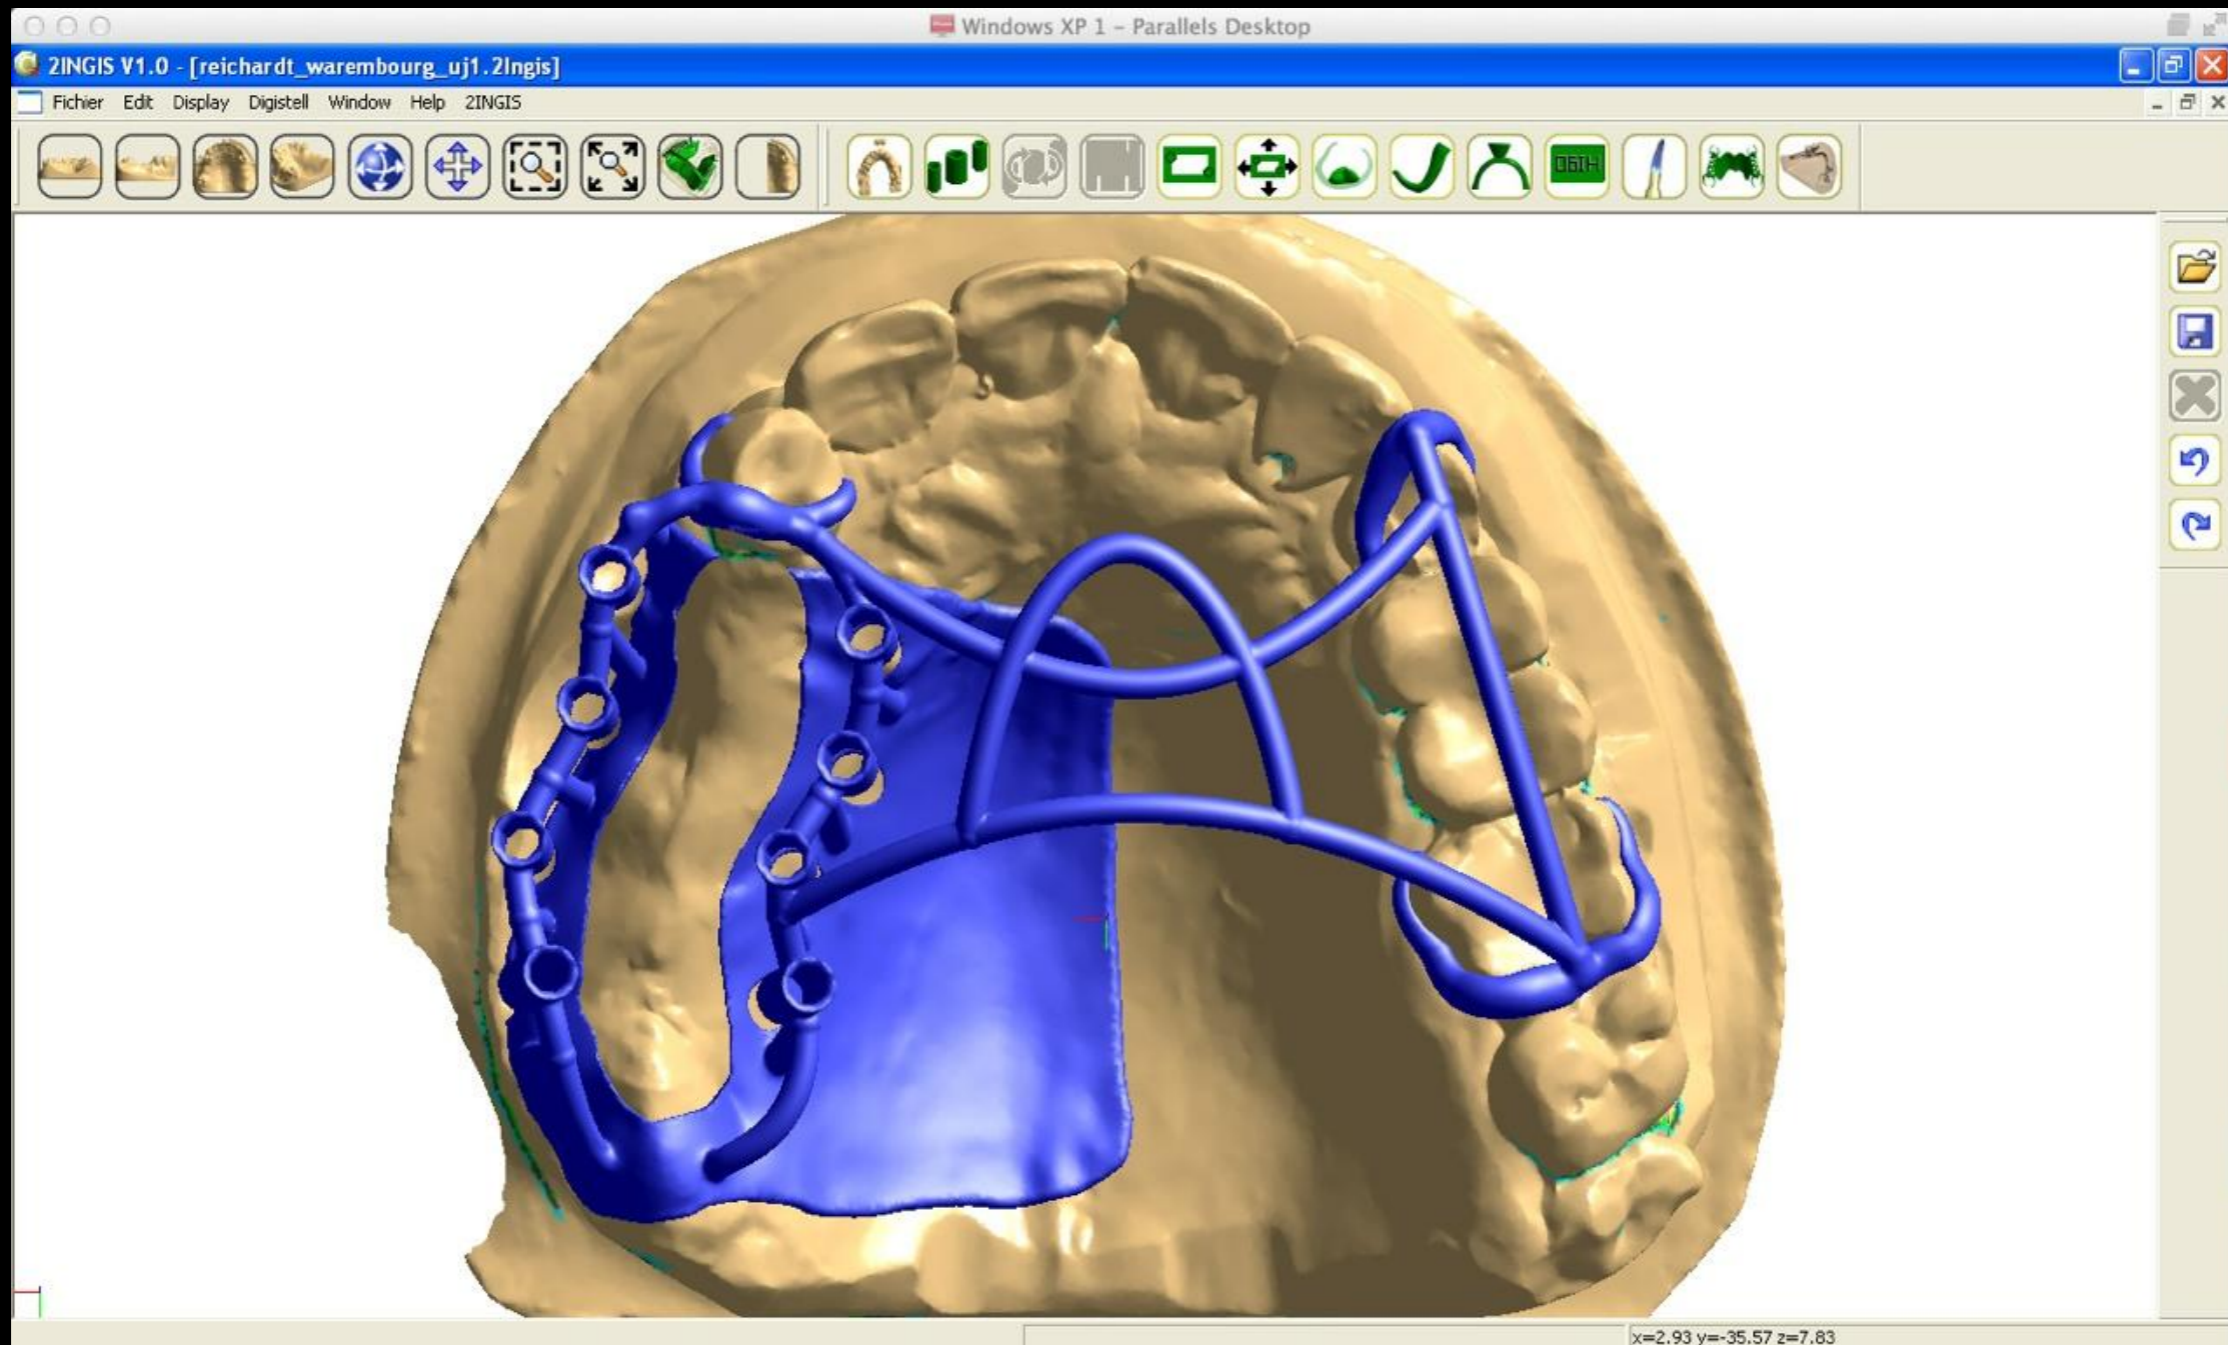 Windows XP 1 - Parallels Desktop
2INGIS V1.0 - [reichardt_warembourg_uj1.2Ingis]
Fichier Edit Display Digistell Window Help 2INGIS
x=2.93 y=-35.57 z=7.83